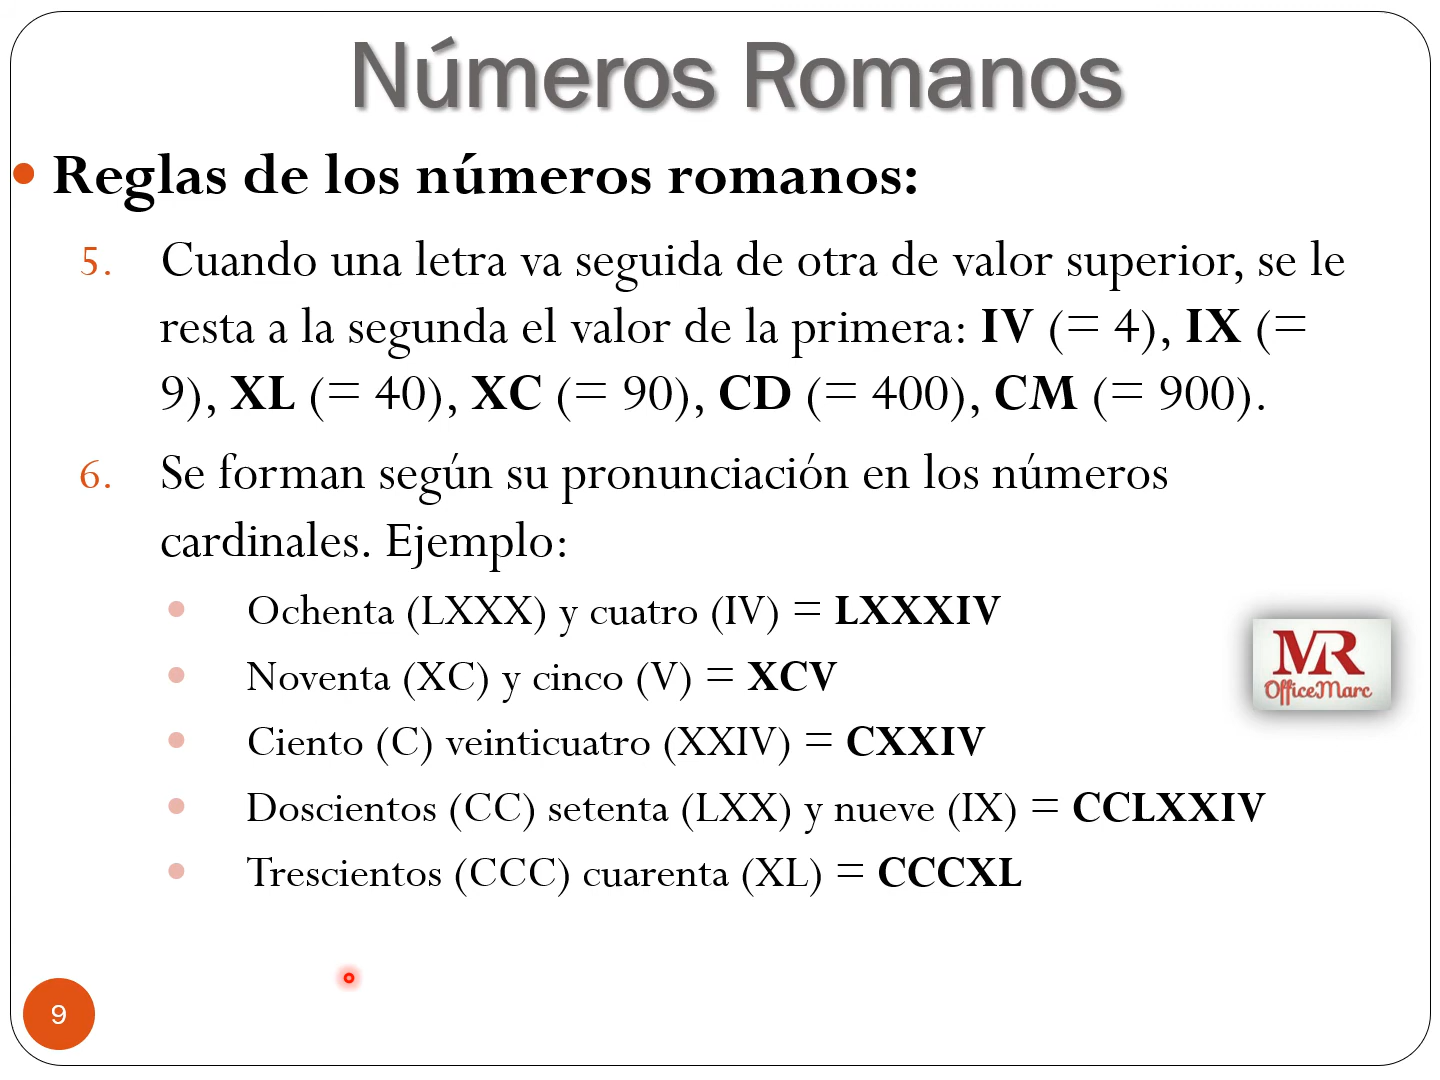 Números Romanos
Reglas de los números romanos:
5. Cuando una letra va seguida de otra de valor superior, se le
resta a la segunda el valor de la primera: IV (= 4), IX (=
9), XL (= 40), XC (= 90), CD (= 400), CM (= 900).
6. Se forman según su pronunciación en los números
cardinales. Ejemplo:
Ochenta (LXXX) y cuatro (IV) = LXXXIV
Noventa (XC) y cinco (V) = XCV
Ciento (C) veinticuatro (XXIV) = CXXIV
Doscientos (CC) setenta (LXX) y nueve (IX) = CCLXXIV
Trescientos (CCC) cuarenta (XL) = CCCXL
MR
OfficeMarc
9